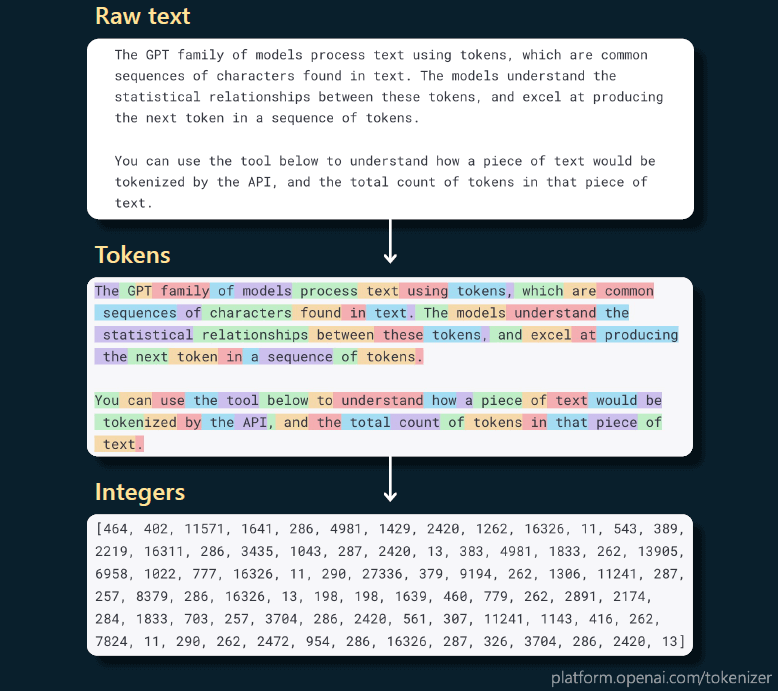 Raw text
The GPT family of models process text using tokens, which are common
sequences of characters found in text. The models understand the
statistical relationships between these tokens, and excel at producing
the next token in a sequence of tokens.
You can use the tool below to understand how a piece of text would be
tokenized by the API, and the total count of tokens in that piece of
text.
Tokens
The GPT family of models process text using tokens, which are common
sequences of characters found in text. The models understand the
statistical relationships between these tokens, and excel at producing
the next token in a sequence of tokens.
You can use the tool below to understand how a piece of text would be
tokenized by the API, and the total count of tokens in that piece of
text.
Integers
[464, 402, 11571, 1641, 286, 4981, 1429, 2420, 1262, 16326, 11, 543, 389,
2219, 16311, 286, 3435, 1043, 287, 2420, 13, 383, 4981, 1833, 262, 13905,
6958, 1022, 777, 16326, 11, 290, 27336, 379, 9194, 262, 1306, 11241, 287,
257, 8379, 286, 16326, 13, 198, 198, 1639, 460, 779, 262, 2891, 2174,
284, 1833, 703, 257, 3704, 286, 2420, 561, 307, 11241, 1143, 416, 262,
7824, 11, 290, 262, 2472, 954, 286, 16326, 287, 326, 3704, 286, 2420, 13]
platform.openai.com/tokenizer